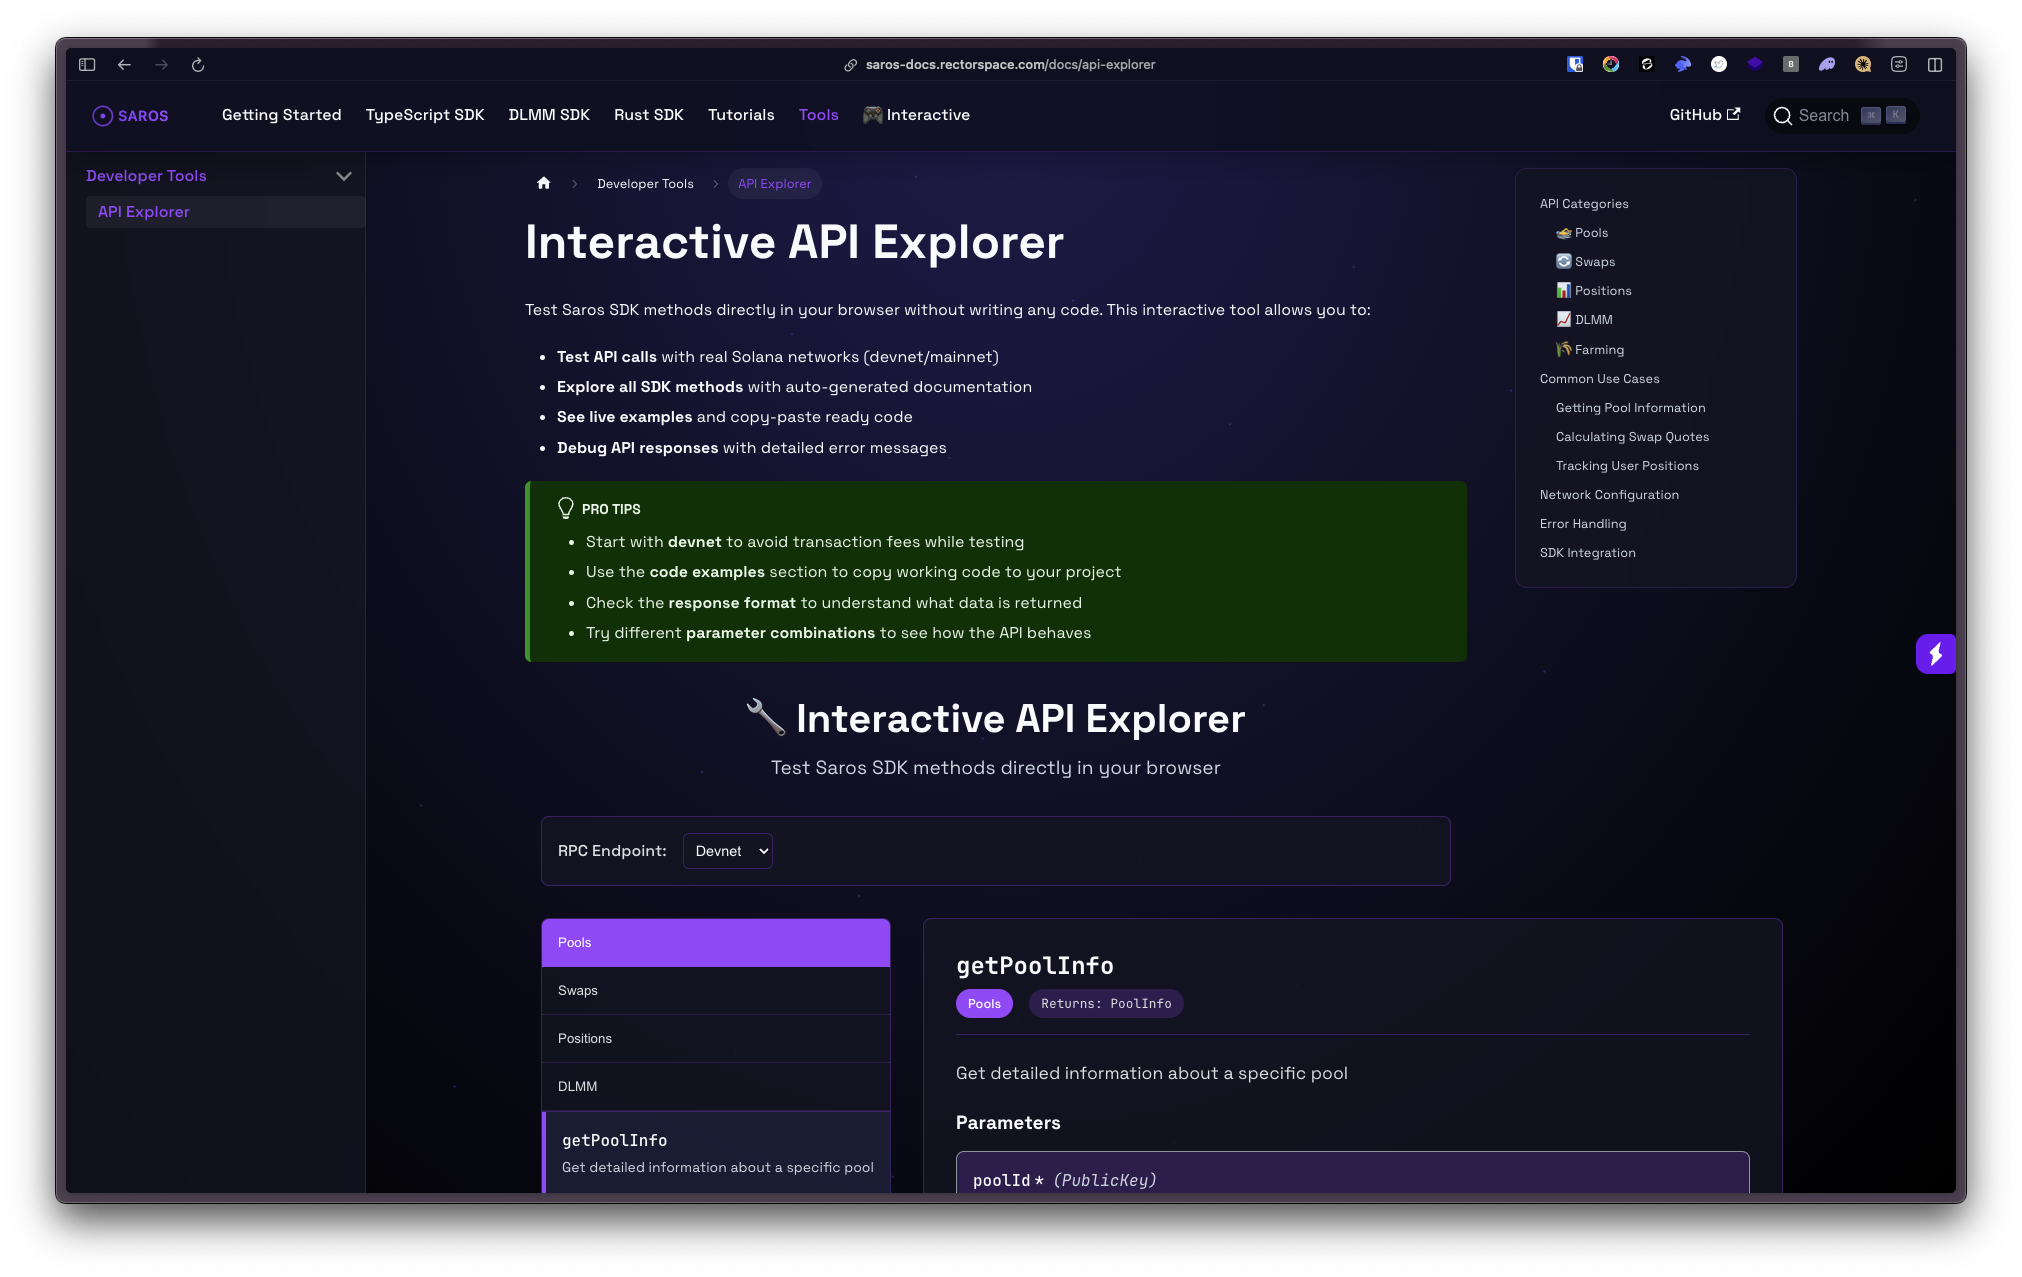 saros-docs.rectorspace.com/docs/api-explorer
B
SAROS
Getting Started
TypeScript SDK
DLMM SDK
Rust SDK
Tutorials
Tools
🎮 Interactive
GitHub
Search ⌘ K
Developer Tools
API Explorer
Developer Tools
API Explorer
Interactive API Explorer
Test Saros SDK methods directly in your browser without writing any code. This interactive tool allows you to:
• Test API calls with real Solana networks (devnet/mainnet)
• Explore all SDK methods with auto-generated documentation
• See live examples and copy-paste ready code
• Debug API responses with detailed error messages
PRO TIPS
• Start with devnet to avoid transaction fees while testing
• Use the code examples section to copy working code to your project
• Check the response format to understand what data is returned
• Try different parameter combinations to see how the API behaves
🔧 Interactive API Explorer
Test Saros SDK methods directly in your browser
RPC Endpoint: Devnet
Pools
Swaps
Positions
DLMM
getPoolInfo
Get detailed information about a specific pool
getPoolInfo
Pools
Returns: PoolInfo
Get detailed information about a specific pool
Parameters
poolId* (PublicKey)
API Categories
Pools
Swaps
Positions
DLMM
Farming
Common Use Cases
Getting Pool Information
Calculating Swap Quotes
Tracking User Positions
Network Configuration
Error Handling
SDK Integration